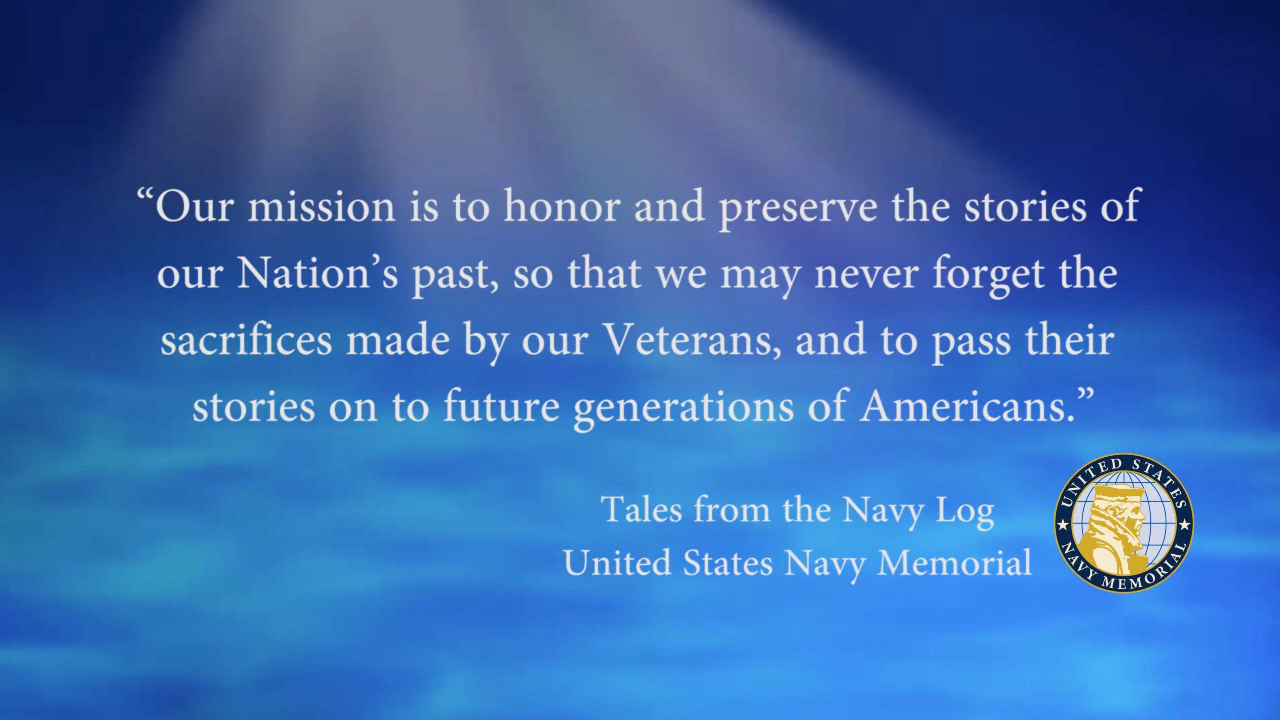 “Our mission is to honor and preserve the stories of
our Nation’s past, so that we may never forget the
sacrifices made by our Veterans, and to pass their
stories on to future generations of Americans.”
Tales from the Navy Log
United States Navy Memorial
UNITED STATES
NAVY MEMORIAL